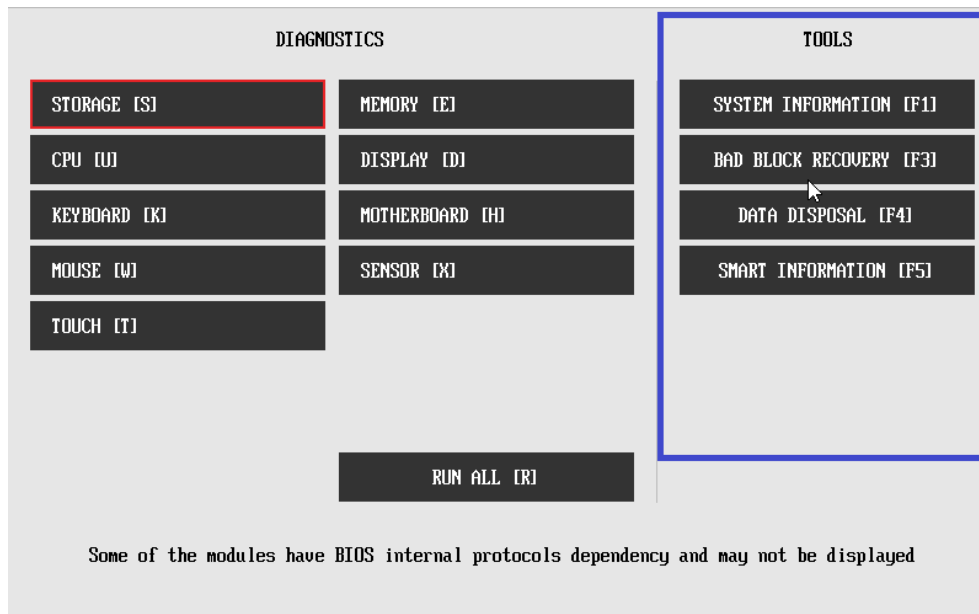 DIAGNOSTICS
STORAGE [S]
MEMORY [E]
CPU [U]
DISPLAY [D]
KEYBOARD [K]
MOTHERBOARD [H]
MOUSE [W]
SENSOR [X]
TOUCH [T]
RUN ALL [R]
TOOLS
SYSTEM INFORMATION [F1]
BAD BLOCK RECOVERY [F3]
DATA DISPOSAL [F4]
SMART INFORMATION [F5]
Some of the modules have BIOS internal protocols dependency and may not be displayed